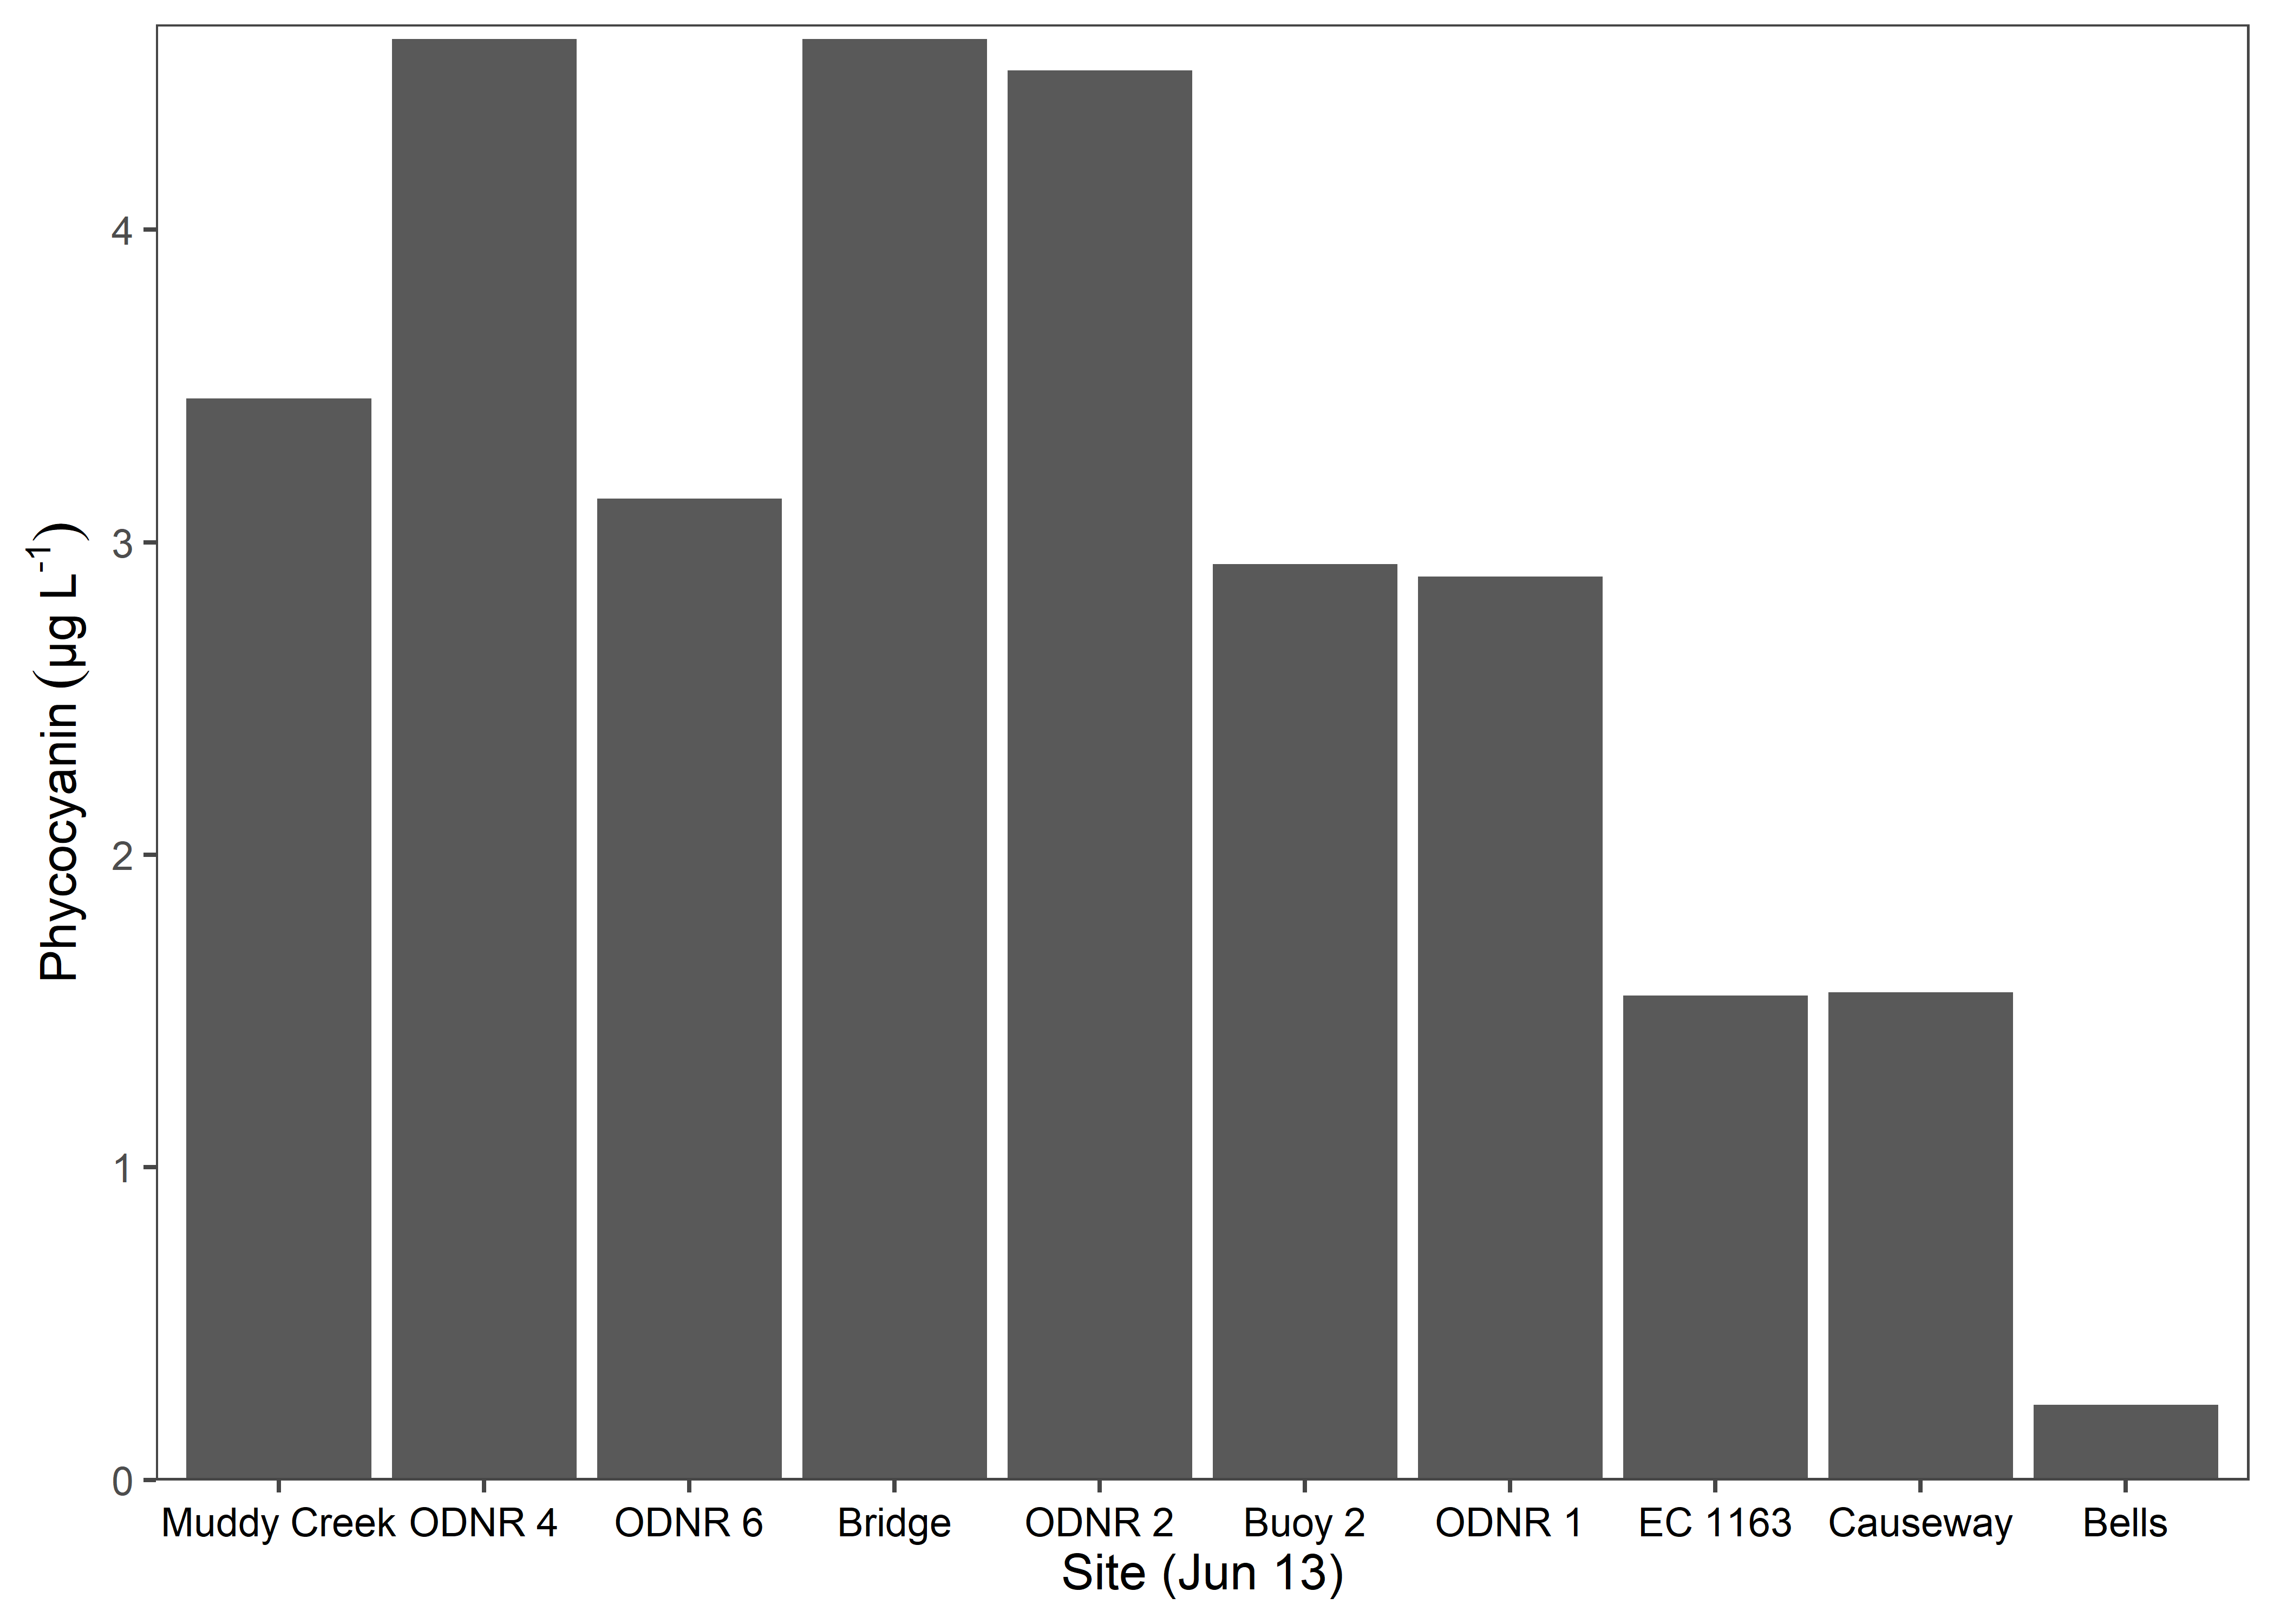 Phycocyanin (µg L⁻¹)
4
3
2
1
0
Muddy Creek ODNR 4 ODNR 6 Bridge ODNR 2 Buoy 2 ODNR 1 EC 1163 Causeway Bells
Site (Jun 13)